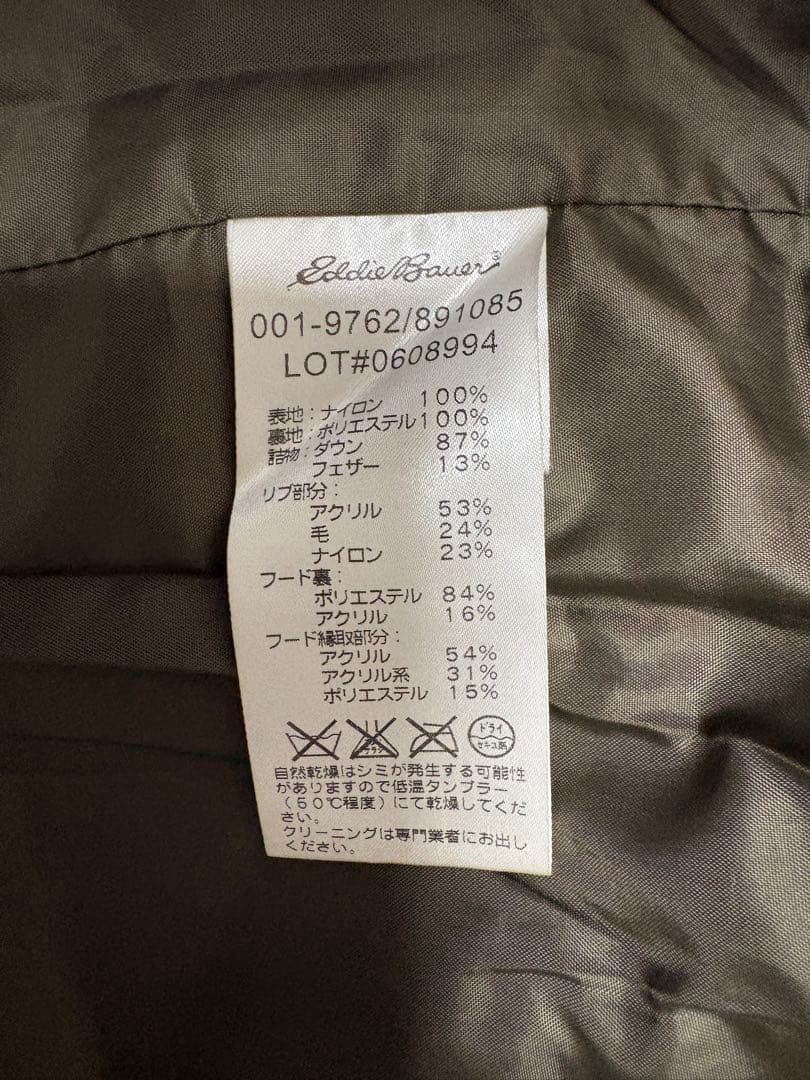 Eddie Bauer
001-9762/891085
LOT#0608994
表地:ナイロン 100%
裏地:ポリエステル 100%
詰物:ダウン 87%
フェザー 13%
リブ部分:
アクリル 53%
毛 24%
ナイロン 23%
フード裏:
ポリエステル 84%
アクリル 16%
フード縁取部分:
アクリル 54%
アクリル系 31%
ポリエステル 15%
ドライ
セキユ系
自然乾燥はシミが発生する可能性
がありますので低温タンブラー
(50℃程度)にて乾燥してくだ
さい。
クリーニングは専門業者にお出し
ください。